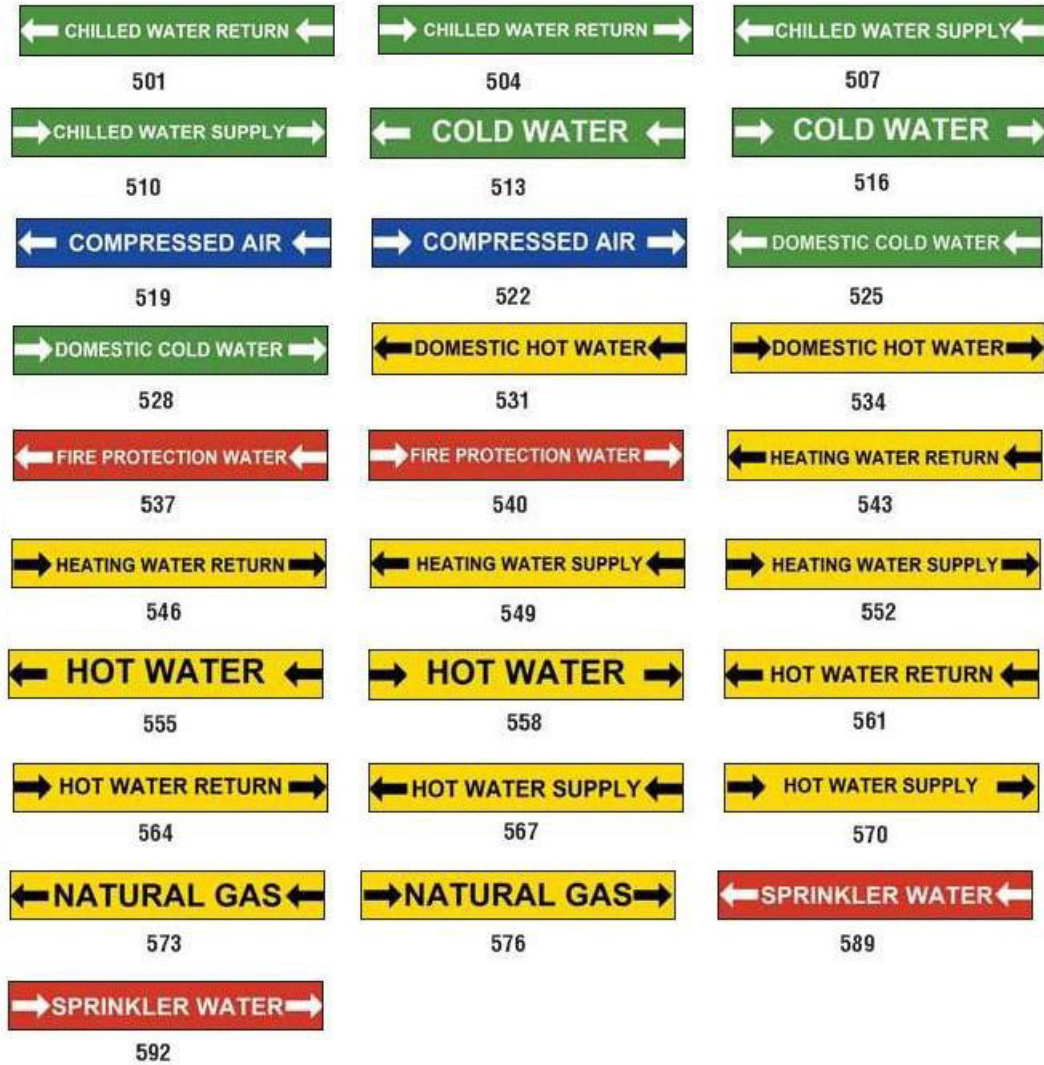 CHILLED WATER RETURN
CHILLED WATER RETURN
CHILLED WATER SUPPLY
501
504
507
CHILLED WATER SUPPLY
COLD WATER
COLD WATER
510
513
516
COMPRESSED AIR
COMPRESSED AIR
DOMESTIC COLD WATER
519
522
525
DOMESTIC COLD WATER
DOMESTIC HOT WATER
DOMESTIC HOT WATER
528
531
534
FIRE PROTECTION WATER
FIRE PROTECTION WATER
HEATING WATER RETURN
537
540
543
HEATING WATER RETURN
HEATING WATER SUPPLY
HEATING WATER SUPPLY
546
549
552
HOT WATER
HOT WATER
HOT WATER RETURN
555
558
561
HOT WATER RETURN
HOT WATER SUPPLY
HOT WATER SUPPLY
564
567
570
NATURAL GAS
NATURAL GAS
SPRINKLER WATER
573
576
589
SPRINKLER WATER
592